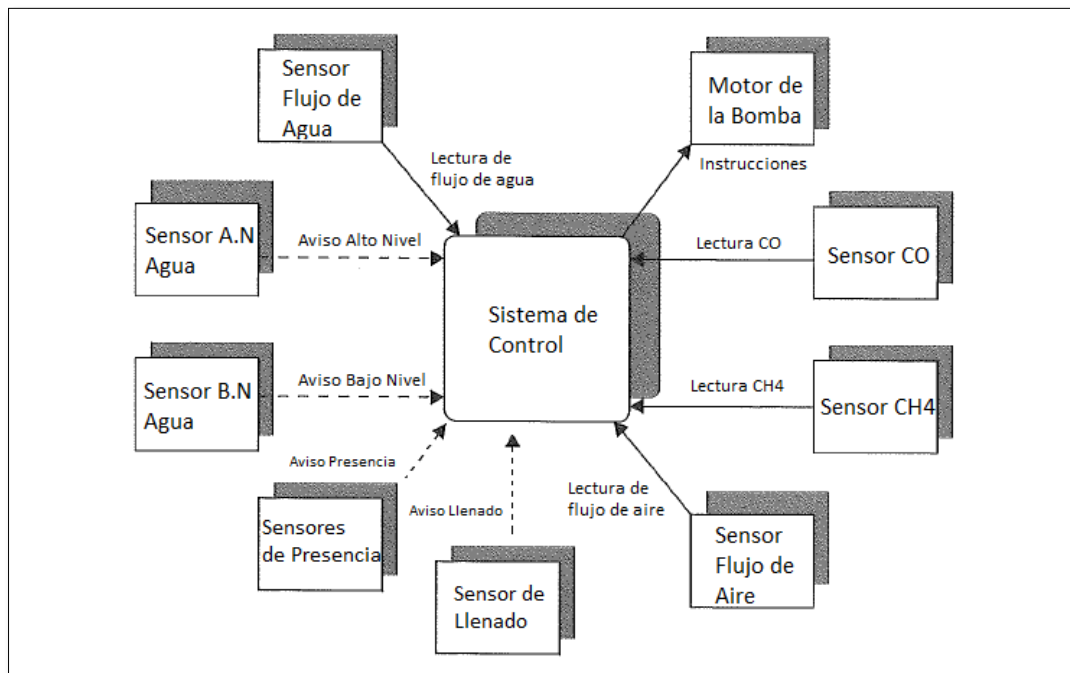 Sensor
Flujo de
Agua
Motor de
la Bomba
Lectura de
flujo de agua
Instrucciones
Sensor A.N
Agua
Aviso Alto Nivel
Lectura CO
Sensor CO
Sistema de
Control
Sensor B.N
Agua
Aviso Bajo Nivel
Lectura CH4
Sensor CH4
Aviso Presencia
Sensores
de Presencia
Aviso Llenado
Lectura de
flujo de aire
Sensor de
Llenado
Sensor
Flujo de
Aire